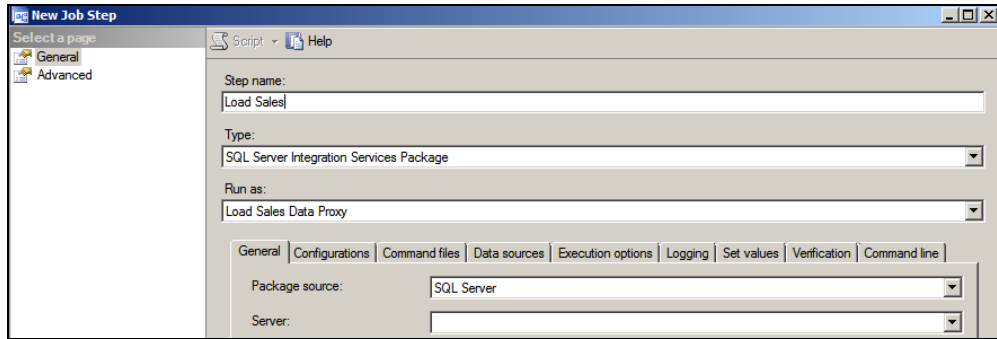 New Job Step
Select a page
General
Advanced
Script Help
Step name:
Load Sales
Type:
SQL Server Integration Services Package
Run as:
Load Sales Data Proxy
General Configurations Command files Data sources Execution options Logging Set values Verification Command line
Package source: SQL Server
Server: